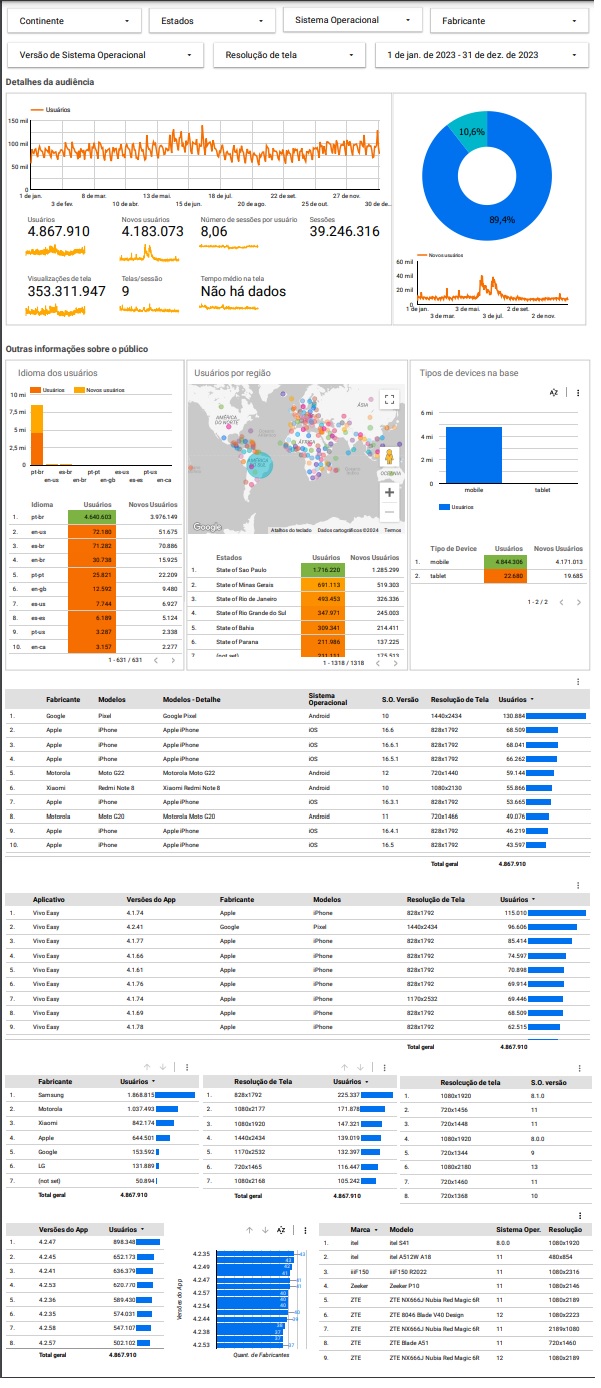 Continente Estados Sistema Operacional Fabricante
Versão de Sistema Operacional Resolução de tela 1 de jan. de 2023 - 31 de dez. de 2023
Detalhes da audiência
Usuários
150 mil
100 mil
50 mil
0
1 de jan. 8 de mar. 13 de mai. 18 de jul. 22 de set. 27 de nov.
3 de fev. 10 de abr. 15 de jun. 20 de ago. 25 de out. 30 de de...
Usuários Novos usuários Número de sessões por usuário Sessões
4.867.910 4.183.073 8,06 39.246.316
Visualizações de tela Telas/sessão Tempo médio na tela
353.311.947 9 Não há dados
10,6%
89,4%
Novos usuários
60 mil
40 mil
20 mil
0
1 de jan. 3 de mai. 2 de set.
3 de mar. 3 de jul. 2 de nov.
Outras informações sobre o público
Idioma dos usuários
Usuários Novos usuários
10 mi
7,5 mi
5 mi
2,5 mi
0
pt-br es-br pt-pt es-us pt-us
en-us en-br en-gb es-es en-ca
Idioma Usuários Novos Usuários
1. pt-br 4.640.603 3.976.149
2. en-us 72.180 51.675
3. es-br 71.282 70.886
4. en-br 30.738 15.925
5. pt-pt 25.821 22.209
6. en-gb 12.592 9.480
7. es-us 7.744 6.927
8. es-es 6.189 5.124
9. pt-us 3.287 2.338
10. en-ca 3.157 2.277
1 - 631 / 631
Usuários por região
AMÉRICA DO NORTE
ÁSIA
ÁFRICA
AMÉRICA DO SUL
OCEANIA
Google
Atalhos do teclado Dados cartográficos ©2024 Termos
Estados Usuários Novos Usuários
1. State of Sao Paulo 1.716.220 1.285.299
2. State of Minas Gerais 691.113 519.303
3. State of Rio de Janeiro 493.453 326.336
4. State of Rio Grande do Sul 347.971 245.003
5. State of Bahia 309.341 214.411
6. State of Parana 211.986 137.225
7. (not set) 211.111 175.513
1 - 1318 / 1318
Tipos de devices na base
6 mi
4 mi
2 mi
0
mobile tablet
Usuários
Tipo de Device Usuários Novos Usuários
1. mobile 4.844.306 4.171.013
2. tablet 22.680 19.685
1 - 2 / 2
Fabricante Modelos Modelos - Detalhe Sistema Operacional S.O. Versão Resolução de Tela Usuários
1. Google Pixel Google Pixel Android 10 1440x2434 130.884
2. Apple iPhone Apple iPhone iOS 16.6 828x1792 68.509
3. Apple iPhone Apple iPhone iOS 16.6.1 828x1792 68.041
4. Apple iPhone Apple iPhone iOS 16.5.1 828x1792 66.262
5. Motorola Moto G22 Motorola Moto G22 Android 12 720x1440 59.144
6. Xiaomi Redmi Note 8 Xiaomi Redmi Note 8 Android 10 1080x2130 55.866
7. Apple iPhone Apple iPhone iOS 16.3.1 828x1792 53.665
8. Motorola Moto G20 Motorola Moto G20 Android 11 720x1466 49.076
9. Apple iPhone Apple iPhone iOS 16.4.1 828x1792 46.219
10. Apple iPhone Apple iPhone iOS 16.5 828x1792 43.597
Total geral 4.867.910
Aplicativo Versões do App Fabricante Modelos Resolução de Tela Usuários
1. Vivo Easy 4.1.74 Apple iPhone 828x1792 115.010
2. Vivo Easy 4.2.41 Google Pixel 1440x2434 96.606
3. Vivo Easy 4.1.77 Apple iPhone 828x1792 85.414
4. Vivo Easy 4.1.66 Apple iPhone 828x1792 74.597
5. Vivo Easy 4.1.61 Apple iPhone 828x1792 70.898
6. Vivo Easy 4.1.76 Apple iPhone 828x1792 69.914
7. Vivo Easy 4.1.74 Apple iPhone 1170x2532 69.446
8. Vivo Easy 4.1.69 Apple iPhone 828x1792 68.509
9. Vivo Easy 4.1.78 Apple iPhone 828x1792 62.515
Total geral 4.867.910
Fabricante Usuários
1. Samsung 1.868.815
2. Motorola 1.037.493
3. Xiaomi 842.174
4. Apple 644.501
5. Google 153.592
6. LG 131.889
7. (not set) 50.894
Total geral 4.867.910
Resolução de Tela Usuários
1. 828x1792 225.337
2. 1080x2177 171.878
3. 1080x1920 147.321
4. 1440x2434 139.019
5. 1170x2532 132.397
6. 720x1465 116.447
7. 1080x2168 105.242
Total geral 4.867.910
Resolcução de tela S.O. versão
1. 1080x1920 8.1.0
2. 720x1456 11
3. 720x1448 11
4. 1080x1920 8.0.0
5. 720x1344 9
6. 1080x2180 13
7. 720x1460 11
8. 720x1368 10
Versões do App Usuários
1. 4.2.47 898.348
2. 4.2.45 652.173
3. 4.2.41 636.379
4. 4.2.53 620.770
5. 4.2.36 589.430
6. 4.2.35 574.031
7. 4.2.58 547.107
8. 4.2.57 502.102
Total geral 4.867.910
Versões do App
4.2.35
4.2.49
4.2.47
4.2.57
4.2.54
4.2.44
4.2.38
4.2.53
Quant. de Fabricantes
Marca Modelo Sistema Oper. Resolução
1. itel itel S41 8.0.0 1080x1920
2. itel itel A512W A18 11 480x854
3. iiiF150 iiiF150 R2022 11 1080x2316
4. Zeeker Zeeker P10 11 1080x2146
5. ZTE ZTE NX666J Nubia Red Magic 6R 11 1080x2189
6. ZTE ZTE 8046 Blade V40 Design 12 1080x2223
7. ZTE ZTE NX666J Nubia Red Magic 6R 11 2189x1080
8. ZTE ZTE Blade A51 11 720x1460
9. ZTE ZTE NX666J Nubia Red Magic 6R 12 1080x2189